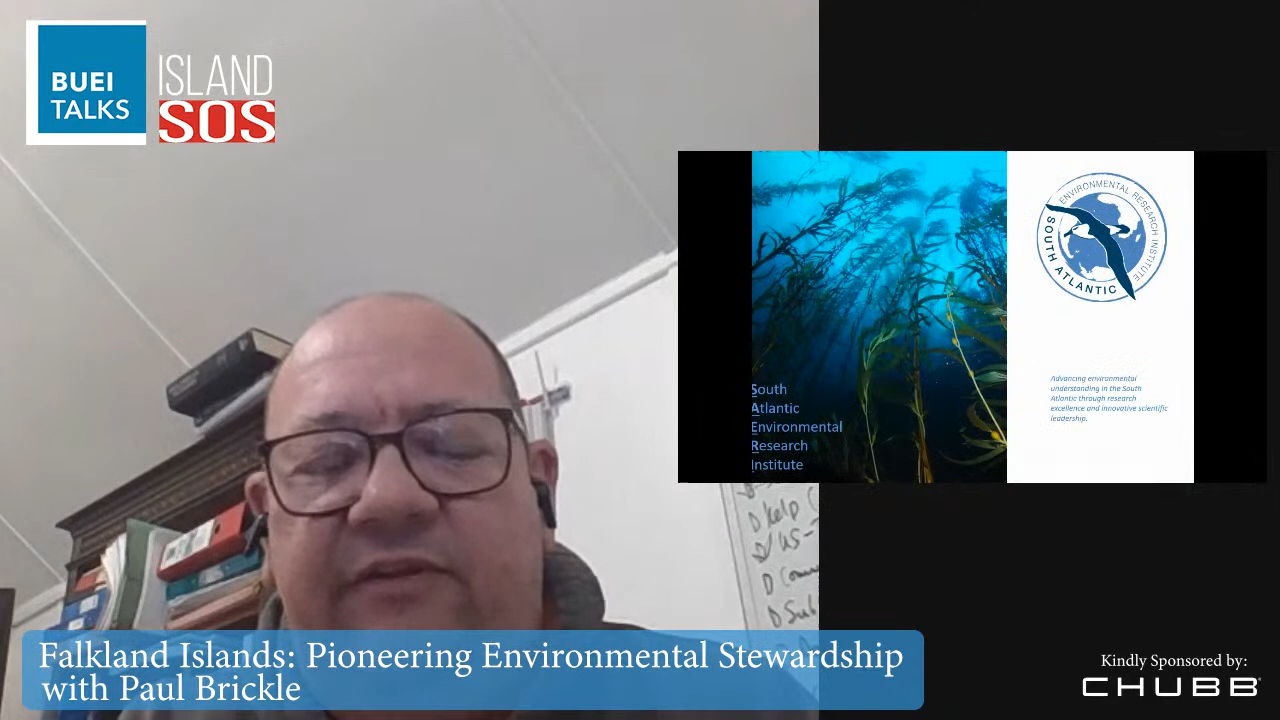 BUEI
TALKS
ISLAND
SOS
SOUTH ATLANTIC ENVIRONMENTAL RESEARCH INSTITUTE
South
Atlantic
Environmental
Research
Institute
Advancing environmental
understanding in the South
Atlantic through research
excellence and innovative scientific
leadership.
Falkland Islands: Pioneering Environmental Stewardship
with Paul Brickle
Kindly Sponsored by:
CHUBB